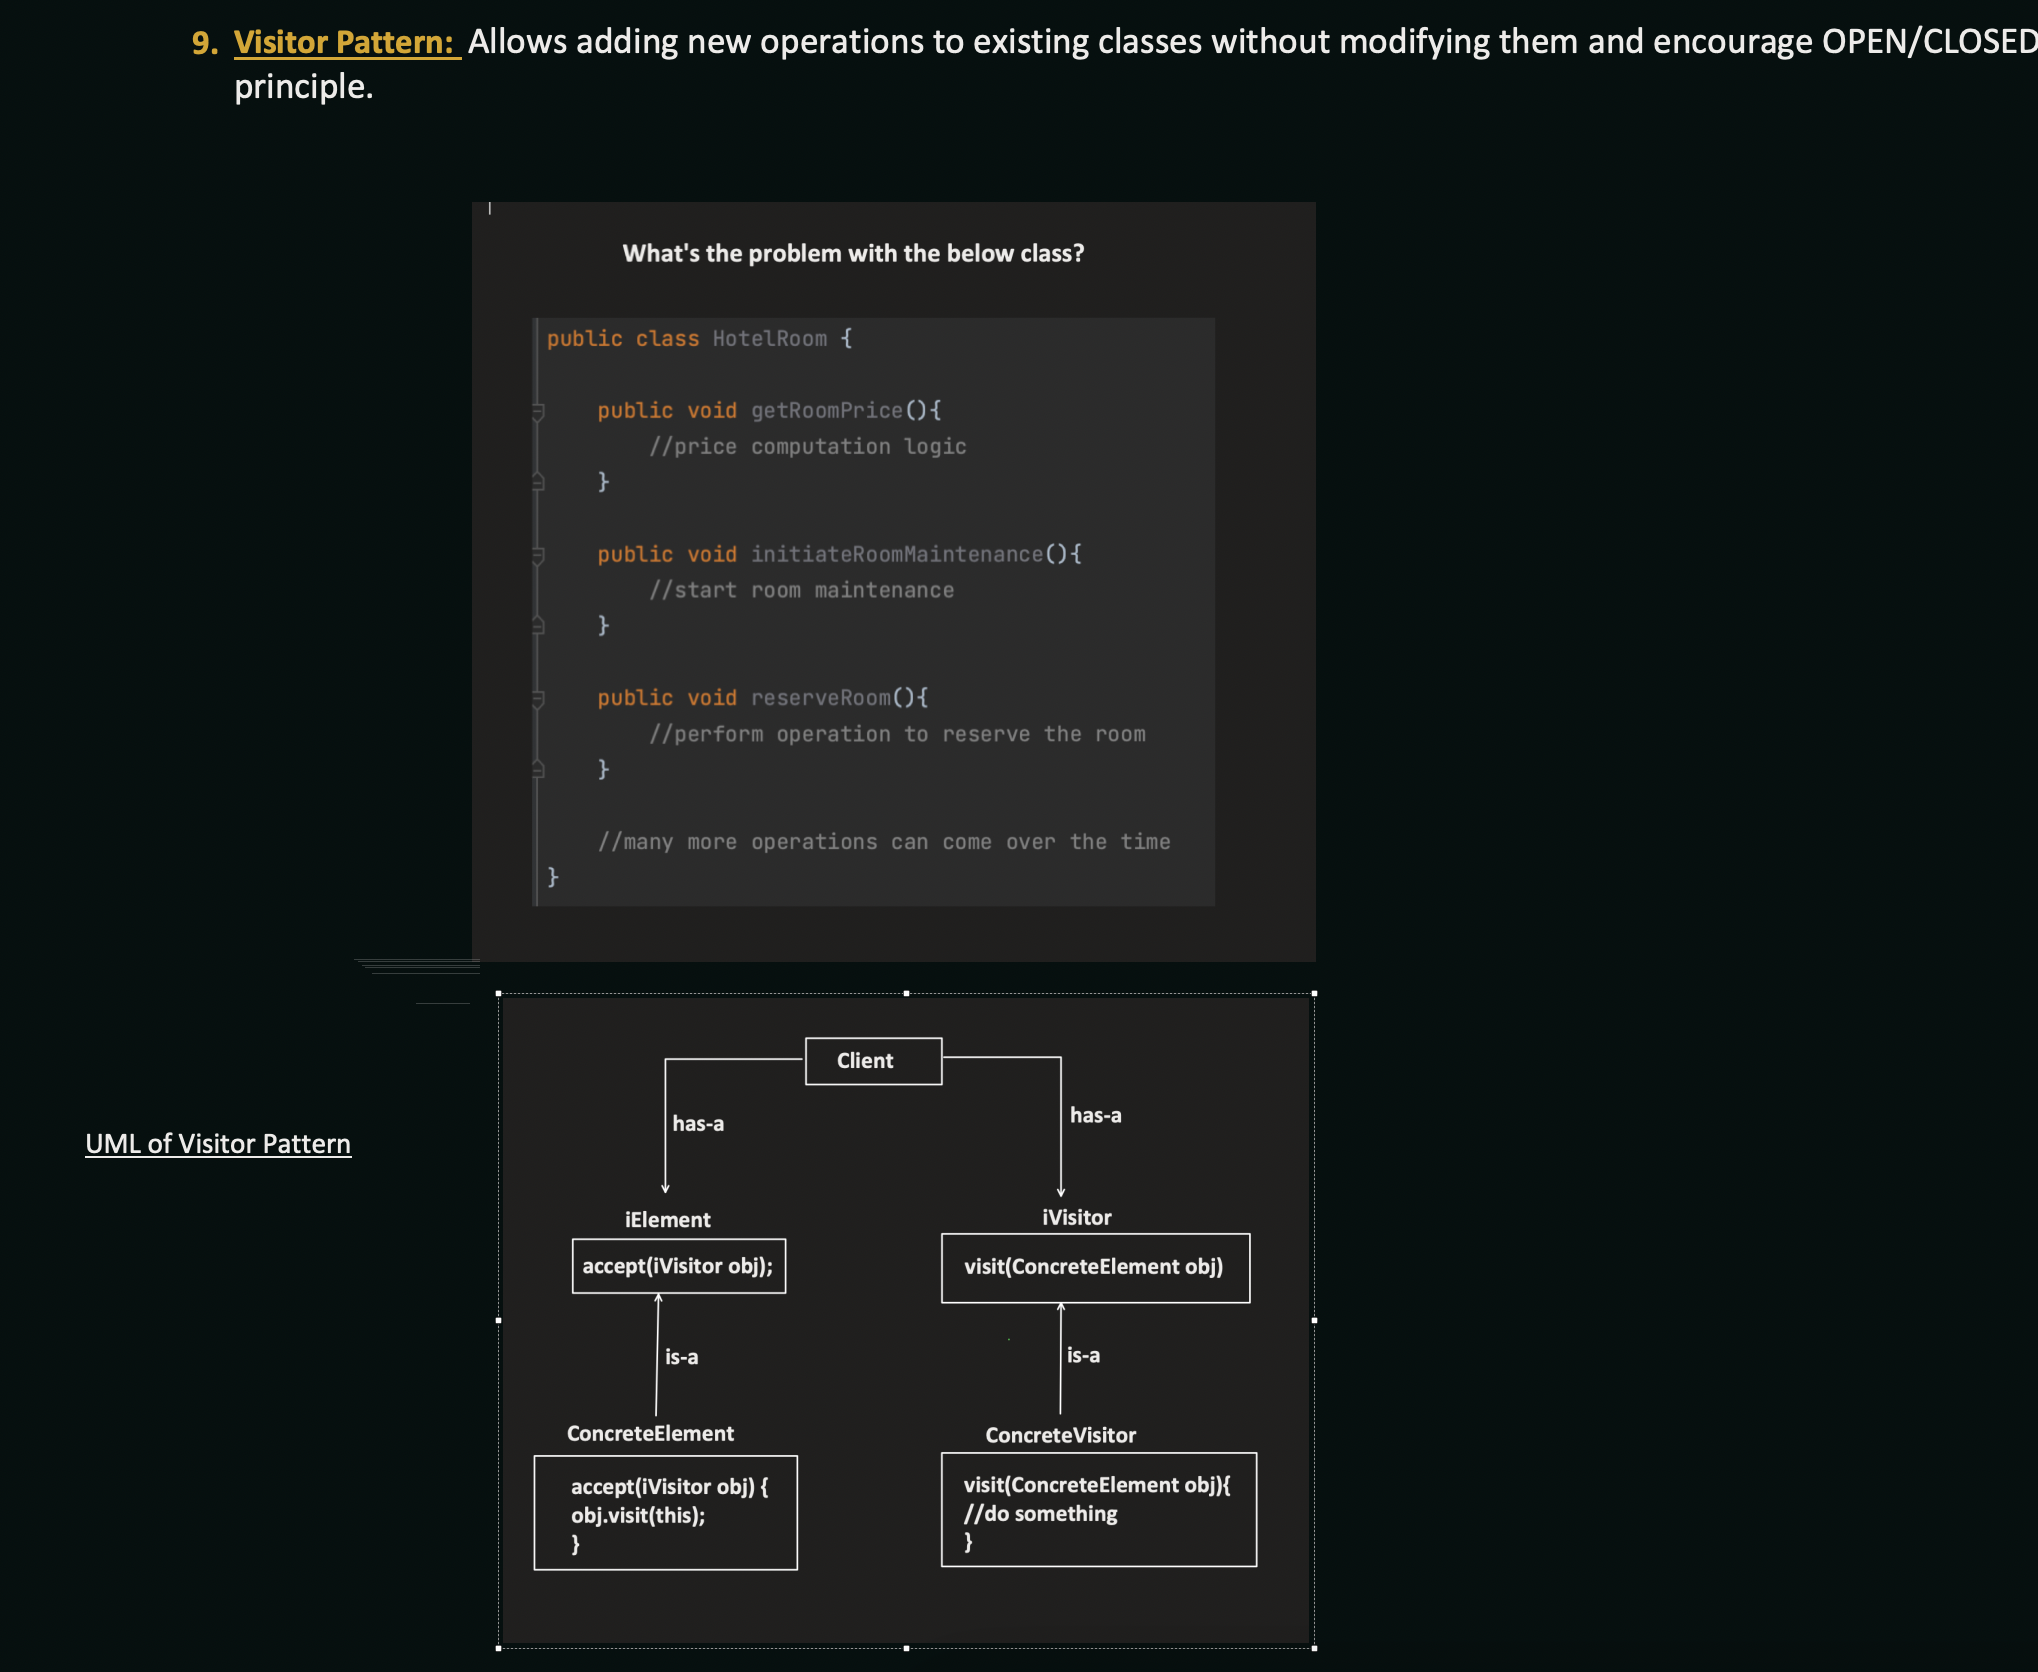 9. Visitor Pattern: Allows adding new operations to existing classes without modifying them and encourage OPEN/CLOSED
principle.
What's the problem with the below class?
public class HotelRoom {
public void getRoomPrice(){
//price computation logic
}
public void initiateRoomMaintenance(){
//start room maintenance
}
public void reserveRoom(){
//perform operation to reserve the room
}
//many more operations can come over the time
}
UML of Visitor Pattern
Client
has-a
has-a
iElement
accept(iVisitor obj);
iVisitor
visit(ConcreteElement obj)
is-a
is-a
ConcreteElement
accept(iVisitor obj) {
obj.visit(this);
}
ConcreteVisitor
visit(ConcreteElement obj){
//do something
}